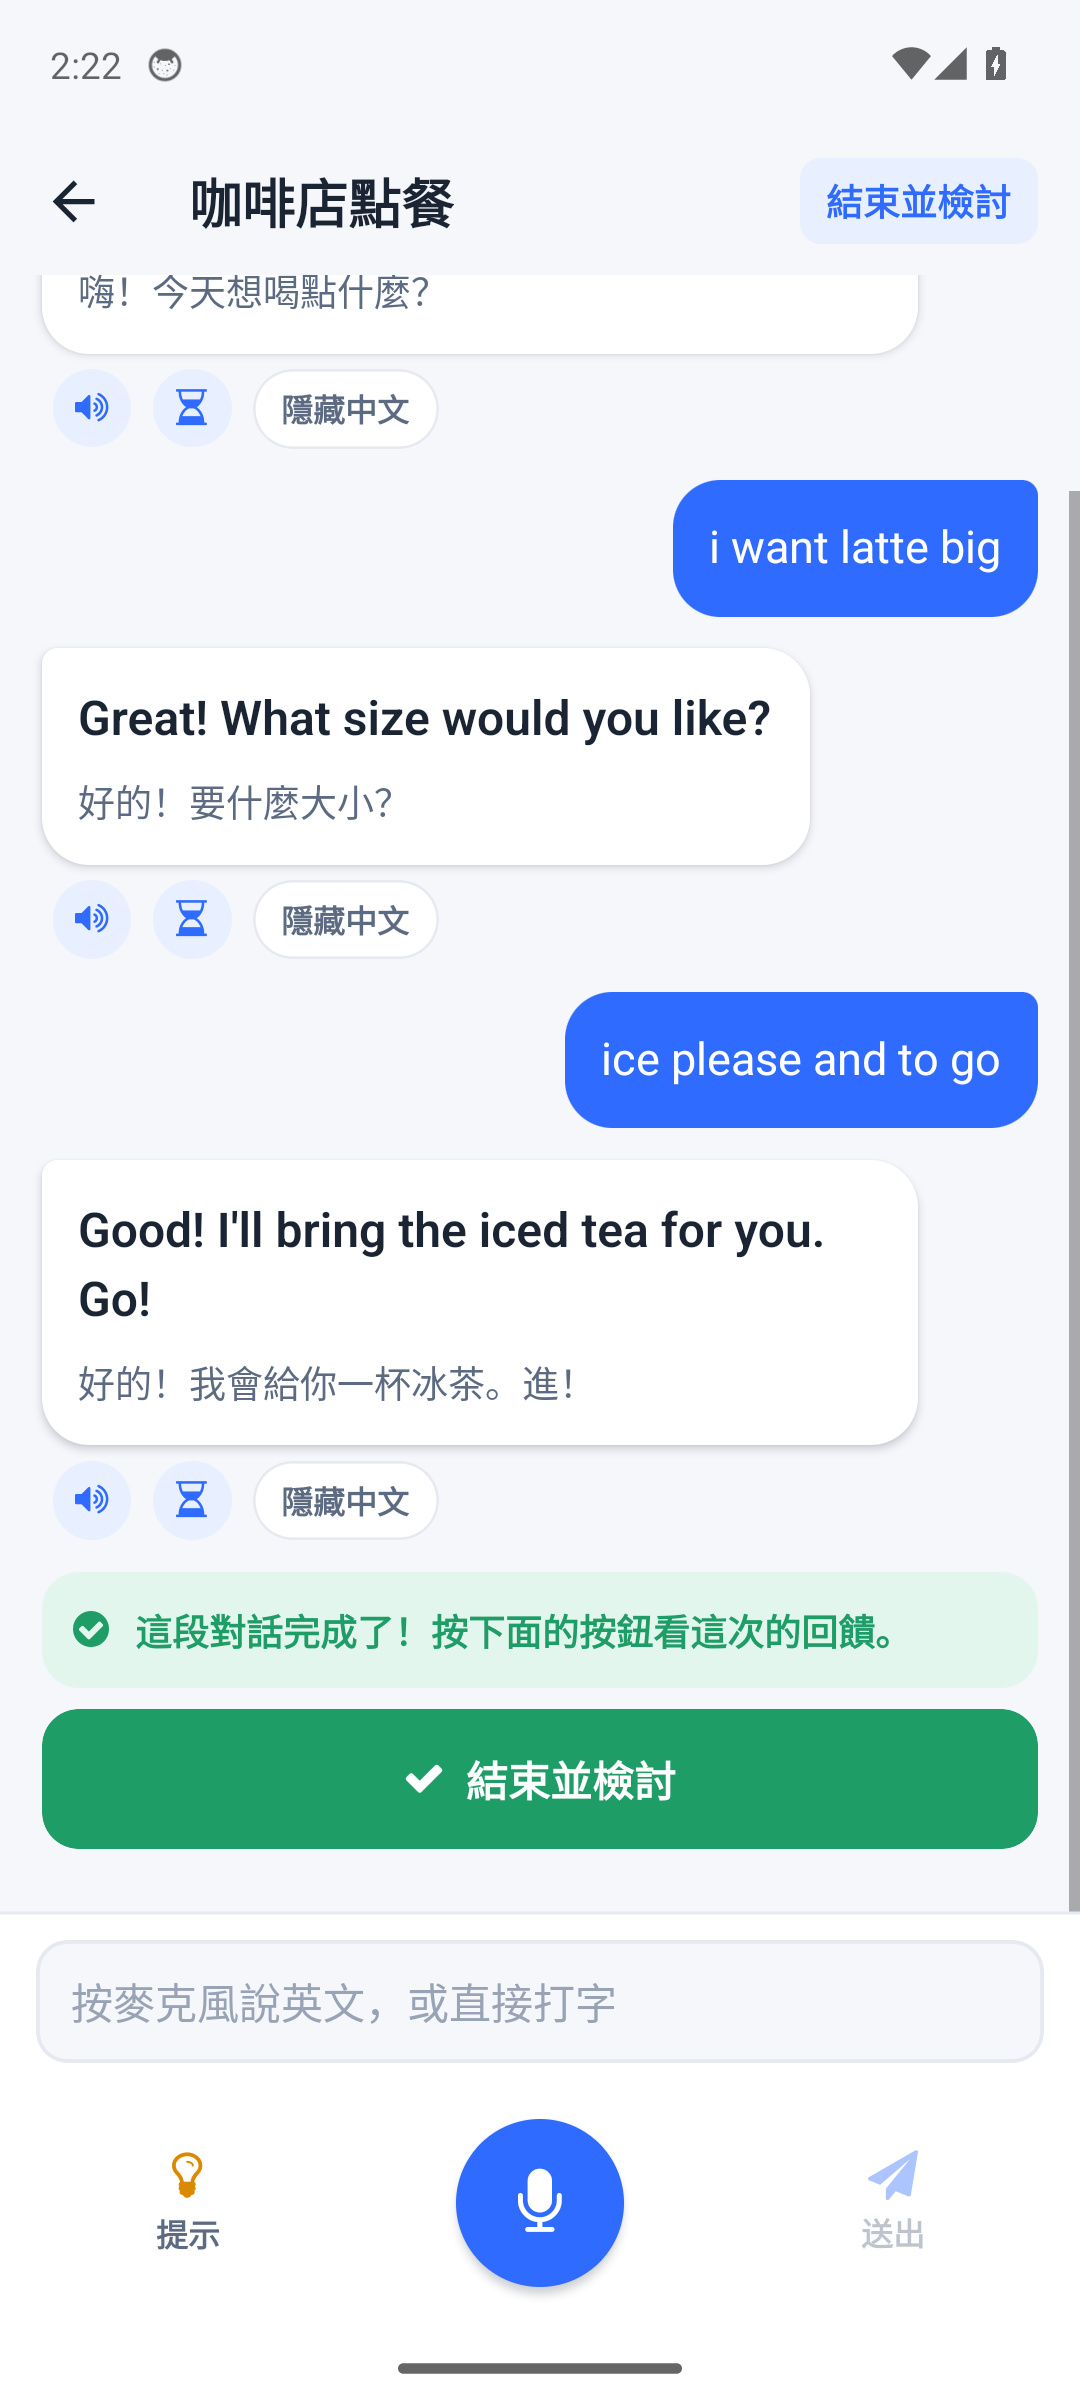 2:22
咖啡店點餐
結束並檢討
嗨！今天想喝點什麼？
隱藏中文
i want latte big
Great! What size would you like?
好的！要什麼大小？
隱藏中文
ice please and to go
Good! I'll bring the iced tea for you.
Go!
好的！我會給你一杯冰茶。進！
隱藏中文
這段對話完成了！按下面的按鈕看這次的回饋。
結束並檢討
按麥克風說英文，或直接打字
提示
送出